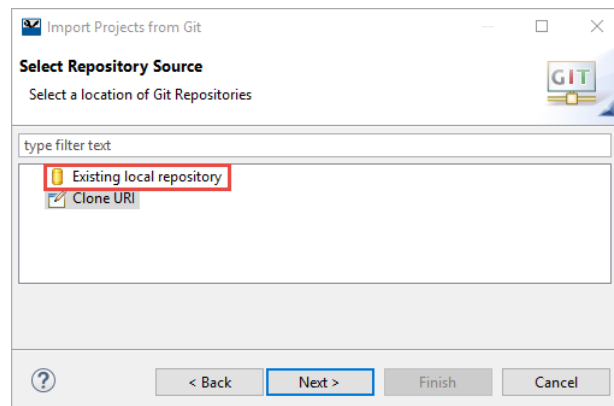 Import Projects from Git
Select Repository Source
Select a location of Git Repositories
GIT
type filter text
Existing local repository
Clone URI
?
< Back
Next >
Finish
Cancel